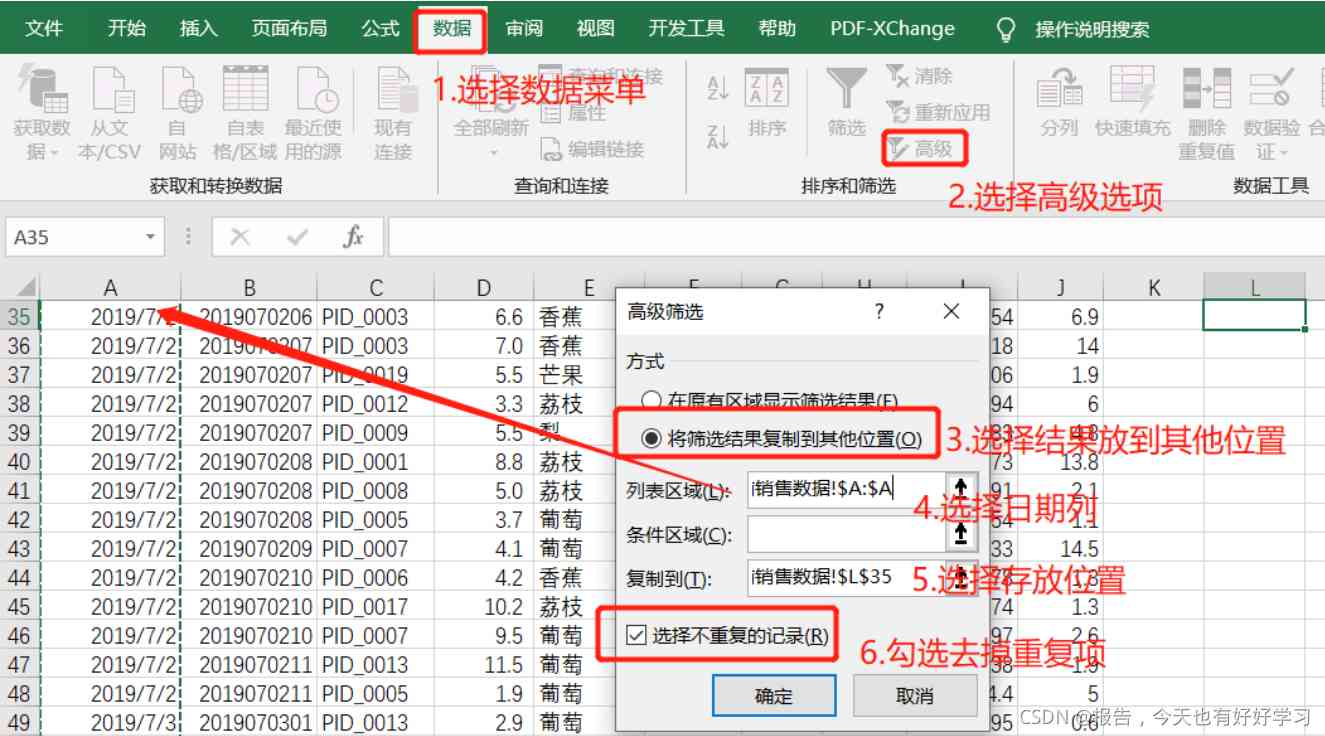 文件 开始 插入 页面布局 公式 数据 审阅 视图 开发工具 帮助 PDF-XChange 操作说明搜索
1.选择数据菜单
获取数据 从文本/CSV 自网站 自表格/区域 最近使用的源 现有连接
获取和转换数据
全部刷新 查询和连接 属性 编辑链接
查询和连接
排序 筛选 清除 重新应用 高级
排序和筛选
2.选择高级选项
分列 快速填充 删除重复值 数据验证 合
数据工具
A35 fx
A B C D E J K L
35 2019/7/2 2019070206 PID_0003 6.6 香蕉 54 6.9
36 2019/7/2 2019070207 PID_0003 7.0 香蕉 18 14
37 2019/7/2 2019070207 PID_0019 5.5 芒果 06 1.9
38 2019/7/2 2019070207 PID_0012 3.3 荔枝 94 6
39 2019/7/2 2019070207 PID_0009 5.5 梨
40 2019/7/2 2019070208 PID_0001 8.8 荔枝 73 13.8
41 2019/7/2 2019070208 PID_0008 5.0 荔枝 91 2.1
42 2019/7/2 2019070208 PID_0005 3.7 葡萄 54 1.1
43 2019/7/2 2019070209 PID_0007 4.1 葡萄 33 14.5
44 2019/7/2 2019070210 PID_0006 4.2 香蕉
45 2019/7/2 2019070210 PID_0017 10.2 荔枝 74 1.3
46 2019/7/2 2019070210 PID_0007 9.5 葡萄 97 2.6
47 2019/7/2 2019070211 PID_0013 11.5 葡萄 38 1.9
48 2019/7/2 2019070211 PID_0005 1.9 葡萄 4.4 5
49 2019/7/3 2019070301 PID_0013 2.9 葡萄 95 0.6
高级筛选 ?
方式
在原有区域显示筛选结果(F)
将筛选结果复制到其他位置(O)
3.选择结果放到其他位置
列表区域(L): 销售数据!$A:$A
4.选择日期列
条件区域(C):
复制到(T): 销售数据!$L$35
5.选择存放位置
选择不重复的记录(R)
6.勾选去掉重复项
确定 取消
CSDN @报告，今天也有好好学习